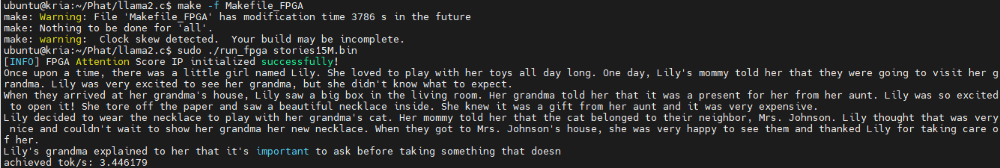 ubuntu@kria:~/Phat/llama2.c$ make -f Makefile_FPGA
make: Warning: File 'Makefile_FPGA' has modification time 3786 s in the future
make: Nothing to be done for 'all'.
make: warning:  Clock skew detected.  Your build may be incomplete.
ubuntu@kria:~/Phat/llama2.c$ sudo ./run_fpga stories15M.bin
[INFO] FPGA Attention Score IP initialized successfully!
Once upon a time, there was a little girl named Lily. She loved to play with her toys all day long. One day, Lily's mommy told her that they were going to visit her g
randma. Lily was very excited to see her grandma, but she didn't know what to expect.
When they arrived at her grandma's house, Lily saw a big box in the living room. Her grandma told her that it was a present for her from her aunt. Lily was so excited
 to open it! She tore off the paper and saw a beautiful necklace inside. She knew it was a gift from her aunt and it was very expensive.
Lily decided to wear the necklace to play with her grandma's cat. Her mommy told her that the cat belonged to their neighbor, Mrs. Johnson. Lily thought that was very
 nice and couldn't wait to show her grandma her new necklace. When they got to Mrs. Johnson's house, she was very happy to see them and thanked Lily for taking care o
f her.
Lily's grandma explained to her that it's important to ask before taking something that doesn
achieved tok/s: 3.446179